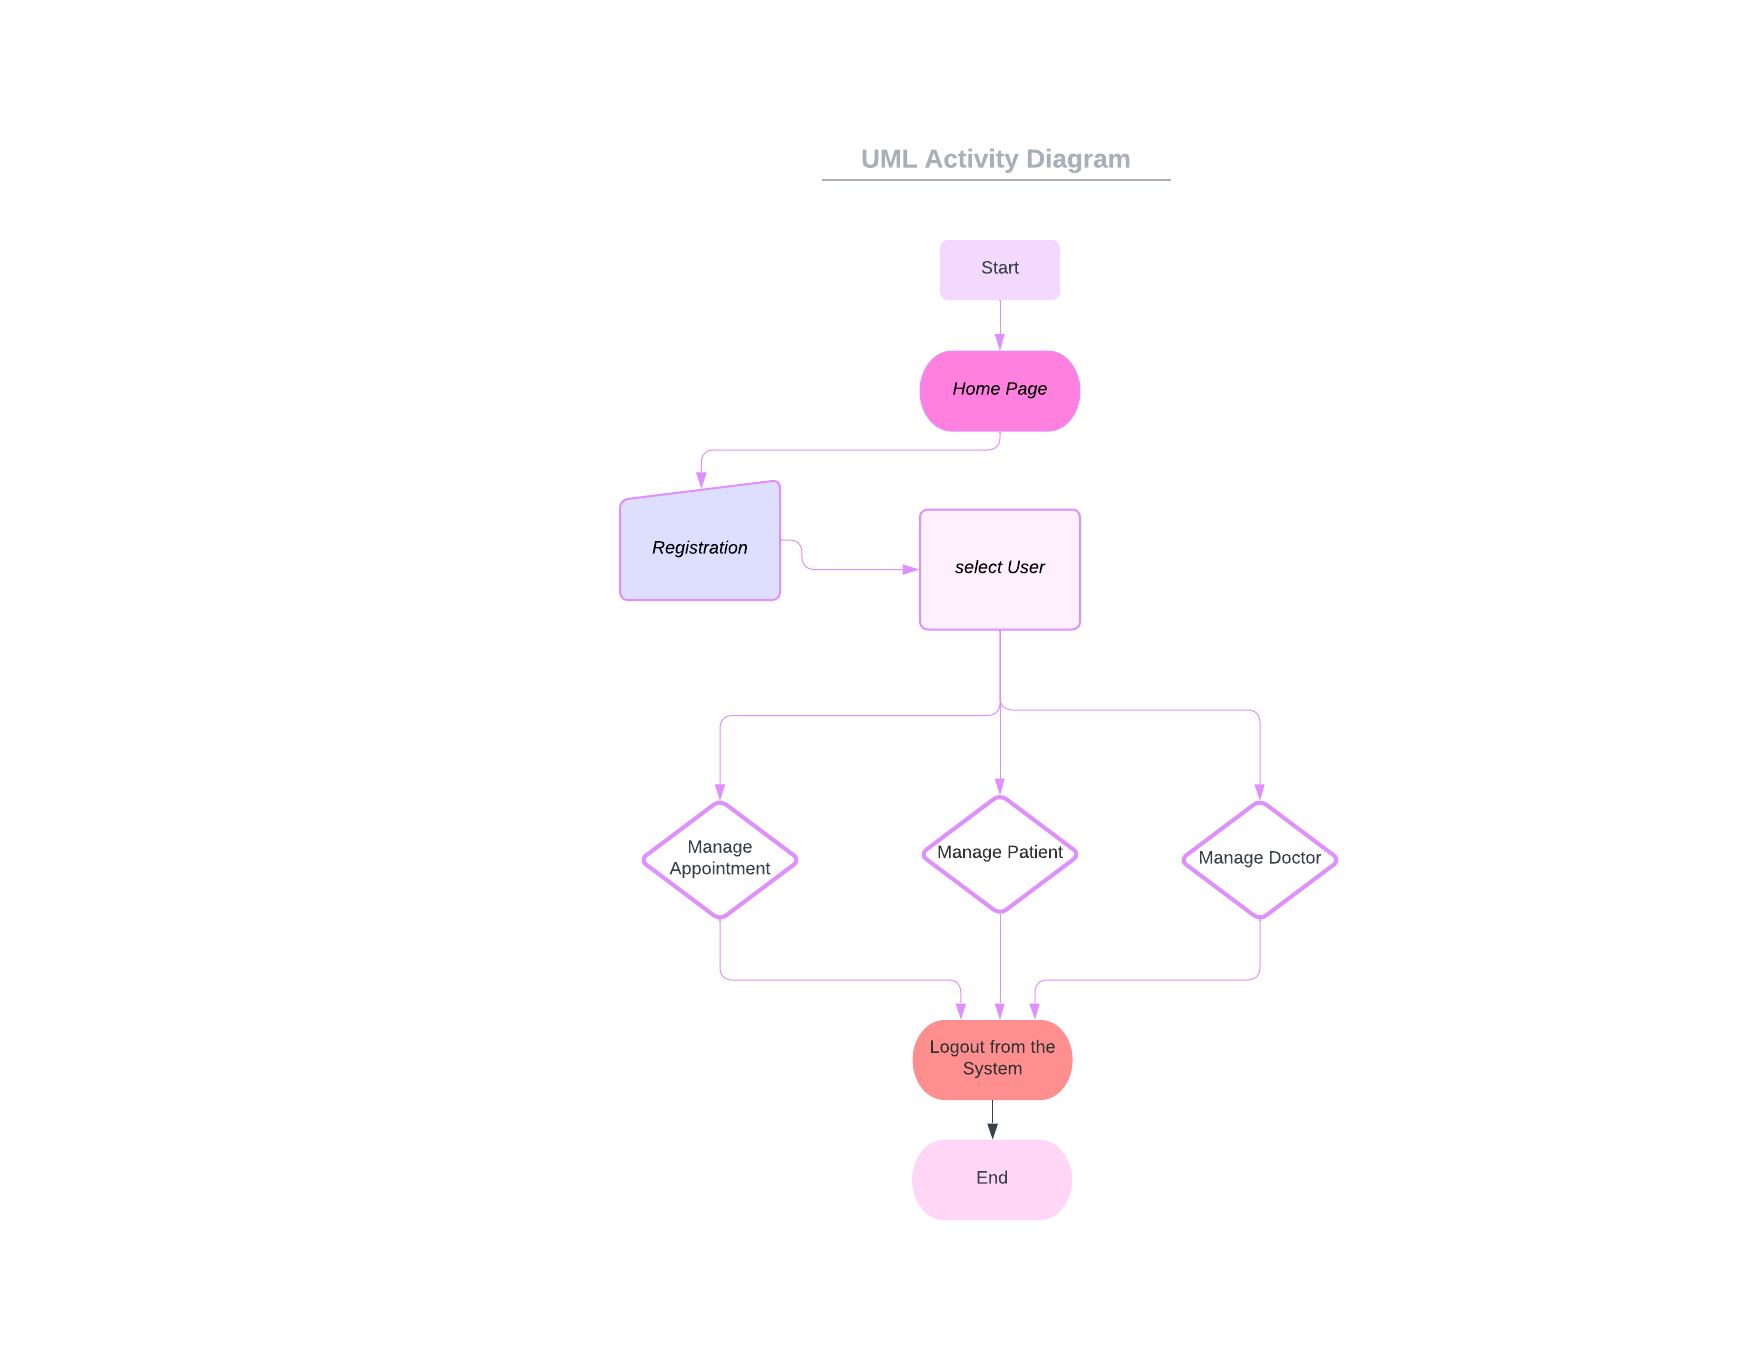 UML Activity Diagram
Start
Home Page
Registration
select User
Manage
Appointment
Manage Patient
Manage Doctor
Logout from the
System
End